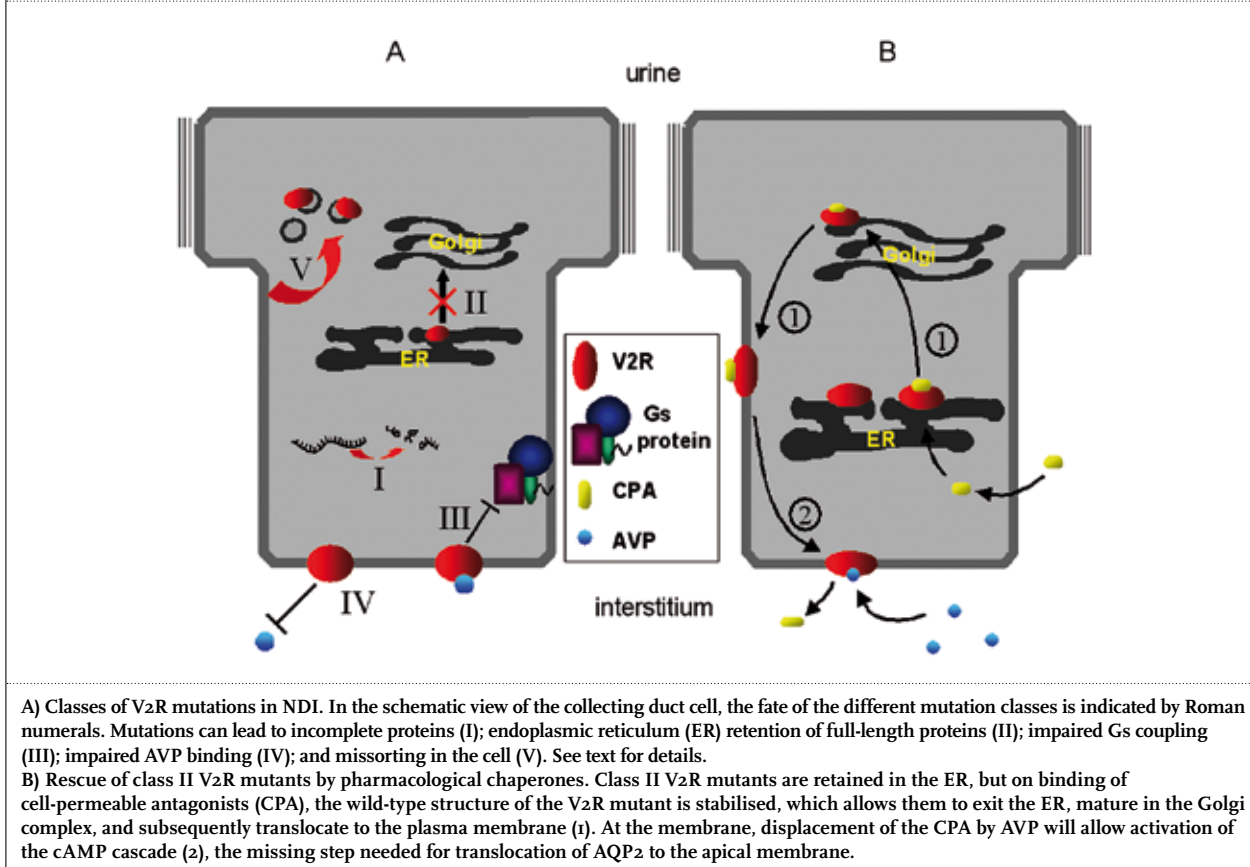 A
B
urine
V
Golgi
II
ER
I
III
IV
V2R
Gs
protein
CPA
AVP
interstitium
Golgi
1
1
ER
2
A) Classes of V2R mutations in NDI. In the schematic view of the collecting duct cell, the fate of the different mutation classes is indicated by Roman
numerals. Mutations can lead to incomplete proteins (I); endoplasmic reticulum (ER) retention of full-length proteins (II); impaired Gs coupling
(III); impaired AVP binding (IV); and missorting in the cell (V). See text for details.
B) Rescue of class II V2R mutants by pharmacological chaperones. Class II V2R mutants are retained in the ER, but on binding of
cell-permeable antagonists (CPA), the wild-type structure of the V2R mutant is stabilised, which allows them to exit the ER, mature in the Golgi
complex, and subsequently translocate to the plasma membrane (1). At the membrane, displacement of the CPA by AVP will allow activation of
the cAMP cascade (2), the missing step needed for translocation of AQP2 to the apical membrane.